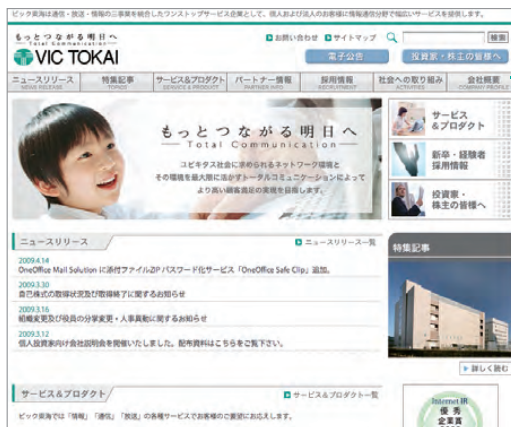 ビック東海は通信・放送・情報の三事業を統合したワンストップサービス企業として、個人および法人のお客様に情報通信分野で幅広いサービスを提供します。
もっとつながる明日へ
Total Communication
VIC TOKAI
お問い合わせ サイトマップ 検索
電子公告 投資家・株主の皆様へ
ニュースリリース 特集記事 サービス&プロダクト パートナー情報 採用情報 社会への取り組み 会社概要
NEWS RELEASE TOPICS SERVICE & PRODUCT PARTNER INFO RECRUITMENT ACTIVITIES COMPANY PROFILE
もっとつながる明日へ
Total Communication
ユビキタス社会に求められるネットワーク環境と
その環境を最大限に活かすトータルコミュニケーションによって
より高い顧客満足の実現を目指します。
サービス
&プロダクト
新卒・経験者
採用情報
投資家・
株主の皆様へ
ニュースリリース ニュースリリース一覧
2009.4.14
OneOffice Mail Solution に添付ファイルZIP パスワード化サービス「OneOffice Safe Clip」追加。
2009.3.30
自己株式の取得状況及び取得終了に関するお知らせ
2009.3.16
組織変更及び役員の分掌変更・人事異動に関するお知らせ
2009.3.12
個人投資家向け会社説明会を開催いたしました。配布資料はこちらをご覧下さい。
特集記事
詳しく読む
サービス&プロダクト サービス&プロダクト一覧
ビック東海では「情報」「通信」「放送」の各種サービスでお客様のご要望にお応えします。
Internet IR
優秀
企業賞